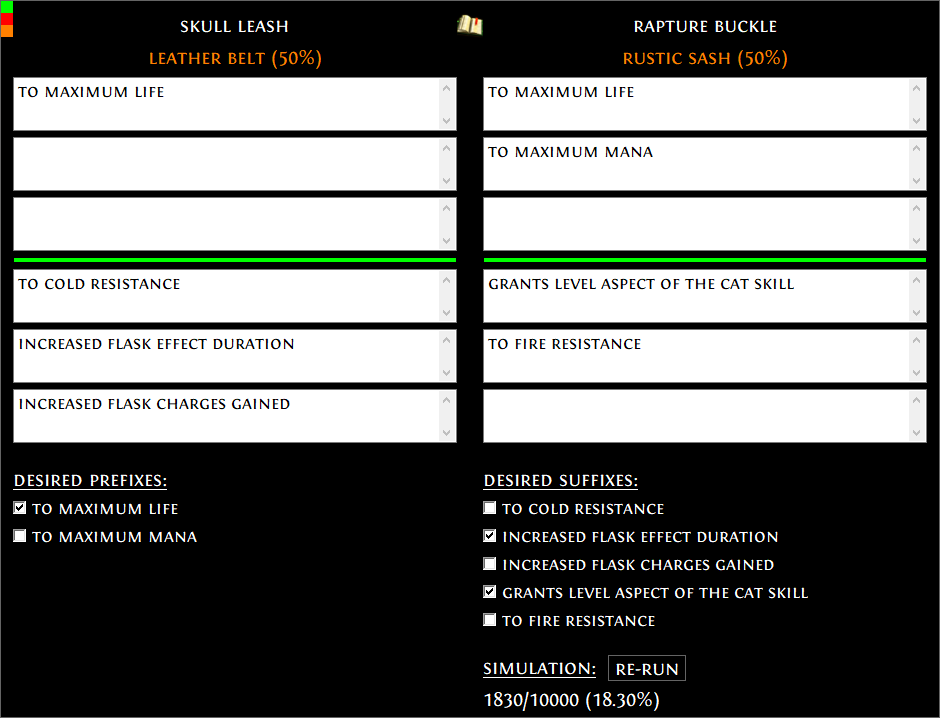 SKULL LEASH
LEATHER BELT (50%)
TO MAXIMUM LIFE
TO COLD RESISTANCE
INCREASED FLASK EFFECT DURATION
INCREASED FLASK CHARGES GAINED
RAPTURE BUCKLE
RUSTIC SASH (50%)
TO MAXIMUM LIFE
TO MAXIMUM MANA
GRANTS LEVEL ASPECT OF THE CAT SKILL
TO FIRE RESISTANCE
DESIRED PREFIXES:
TO MAXIMUM LIFE
TO MAXIMUM MANA
DESIRED SUFFIXES:
TO COLD RESISTANCE
INCREASED FLASK EFFECT DURATION
INCREASED FLASK CHARGES GAINED
GRANTS LEVEL ASPECT OF THE CAT SKILL
TO FIRE RESISTANCE
SIMULATION: RE-RUN
1830/10000 (18.30%)